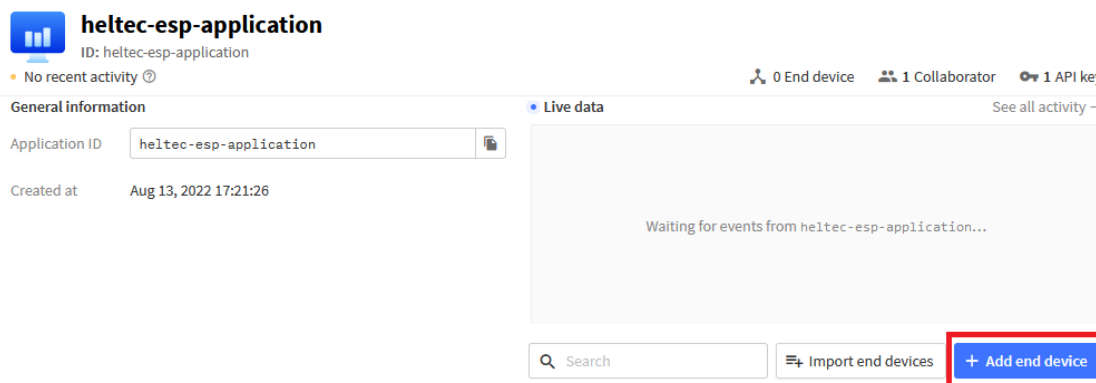 heltec-esp-application
ID: heltec-esp-application
No recent activity
0 End device
1 Collaborator
1 API key
General information
Live data
See all activity
Application ID
heltec-esp-application
Created at
Aug 13, 2022 17:21:26
Waiting for events from heltec-esp-application...
Search
Import end devices
+ Add end device